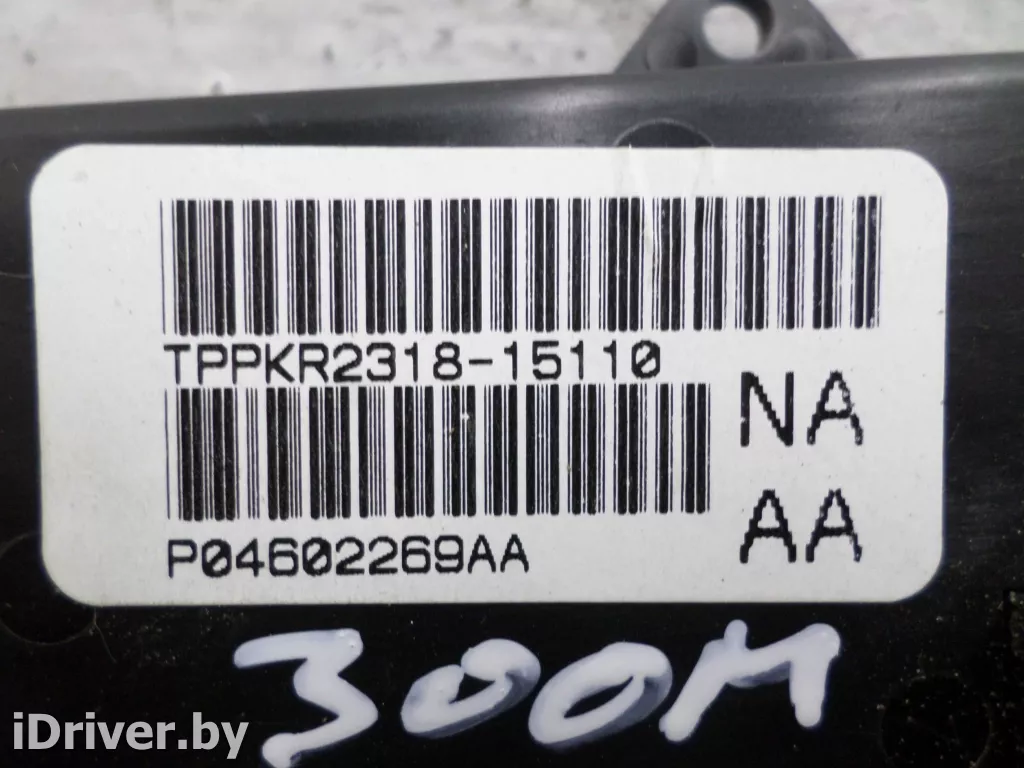 TPPKR2318-15110
NA
AA
P04602269AA
300M
iDriver.by